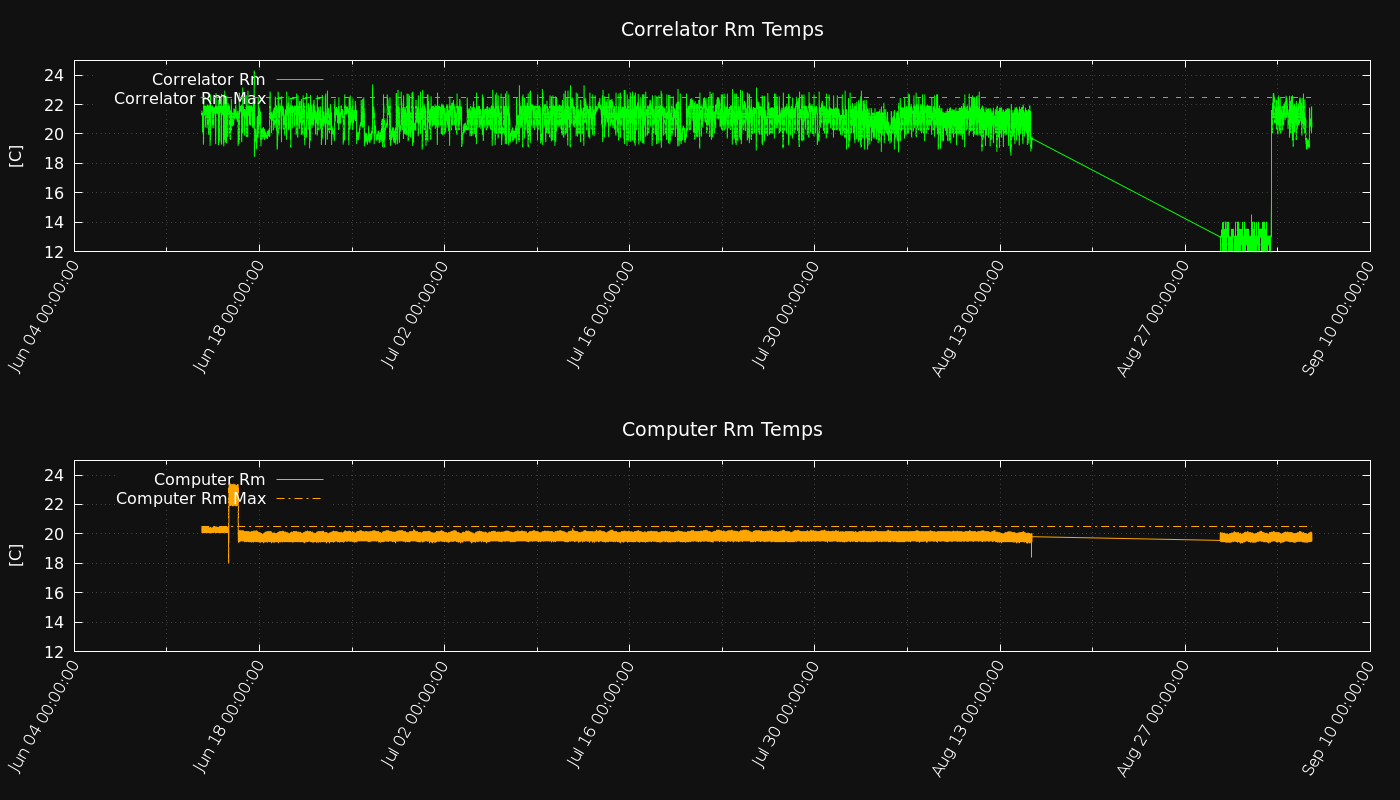 Correlator Rm Temps
Correlator Rm
Correlator Rm Max
[C]
24
22
20
18
16
14
12
Jun 04 00:00:00
Jun 18 00:00:00
Jul 02 00:00:00
Jul 16 00:00:00
Jul 30 00:00:00
Aug 13 00:00:00
Aug 27 00:00:00
Sep 10 00:00:00
Computer Rm Temps
Computer Rm
Computer Rm Max
[C]
24
22
20
18
16
14
12
Jun 04 00:00:00
Jun 18 00:00:00
Jul 02 00:00:00
Jul 16 00:00:00
Jul 30 00:00:00
Aug 13 00:00:00
Aug 27 00:00:00
Sep 10 00:00:00